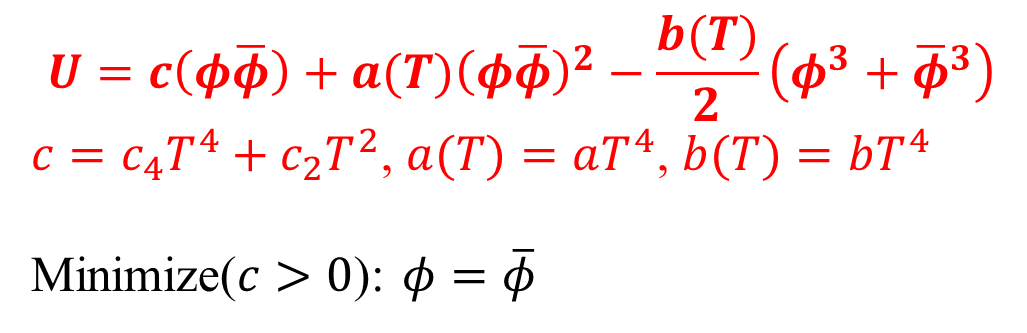 U = c(ϕϕ̅) + a(T)(ϕϕ̅)² − b(T)/2 (ϕ³ + ϕ̅³)
c = c₄T⁴ + c₂T², a(T) = aT⁴, b(T) = bT⁴
Minimize(c > 0): ϕ = ϕ̅